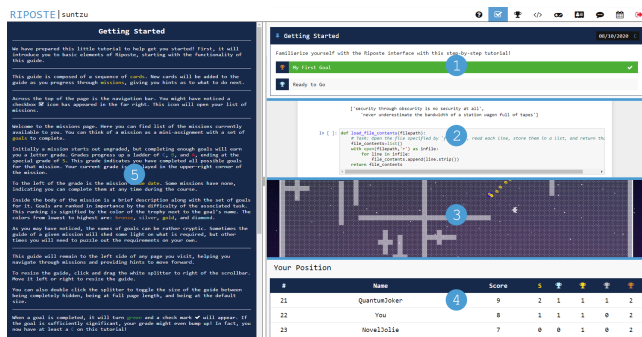 RIPOSTE|suntzu
Getting Started
We have prepared this little tutorial to help get you started! First, it will
introduce you to basic elements of Riposte, starting with the functionality of
this guide.
This guide is composed of a sequence of cards. New cards will be added to the
guide as you progress through missions, giving you hints as to what to do next.
Across the top of the page is the navigation bar. You might have noticed a
checkbox icon has appeared in the far right. This icon will open your list of
missions.
Welcome to the missions page. Here you can find list of the missions currently
available to you. You can think of a mission as a mini-assignment with a set of
goals to complete.
Initially a mission starts out ungraded, but completing enough goals will earn
you a letter grade. Grades progress up a ladder of C, B, and A, ending at the
special grade of S. This grade indicates you have completed all possible goals
for that mission. Your current grade is displayed in the upper-right corner of
the mission.
To the left of the grade is the mission date. Some missions have none,
indicating you can complete them at any time during the course.
Inside the body of the mission is a brief description along with the set of goals
for it. Goals are ranked in importance by the difficulty of the associated task.
This ranking is signified by the color of the trophy next to the goal's name. The
colors from lowest to highest are: bronze, silver, gold, and diamond.
As you may have noticed, the names of goals can be rather cryptic. Sometimes the
guide of a given mission will shed some light on what is required, but other
times you will need to puzzle out the requirements on your own.
This guide will remain to the left side of any page you visit, helping you
navigate through missions and providing hints to move forward.
To resize the guide, click and drag the white splitter to right of the scrollbar.
Move it left or right to resize the guide.
You can also double click the splitter to toggle the size of the guide between
being completely hidden, being at full page length, and being at the default
size.
When a goal is completed, it will turn green and a check mark ✔ will appear. If
the goal is sufficiently significant, your grade might even bump up! In fact, you
now have at least a C on this tutorial!
5
Getting Started
08/10/2020 C
Familiarize yourself with the Riposte interface with this step-by-step tutorial!
My First Goal
1
Ready to Go
['security through obscurity is no security at all',
'never underestimate the bandwidth of a station wagon full of tapes']
In [ ]: def load_file_contents(filepath):
# Task: Open the file specified by read each line, store them in a list, and return th
file_contents=list()
with open(filepath,'r') as infile:
for line in infile:
file_contents.append(line.strip())
return file_contents
2
3
Your Position
# Name Score S
21 QuantumJoker 9 2 1 1 1 2
22 You 8 1 1 1 0 2
23 NovelJolie 7 0 0 1 0 2
4